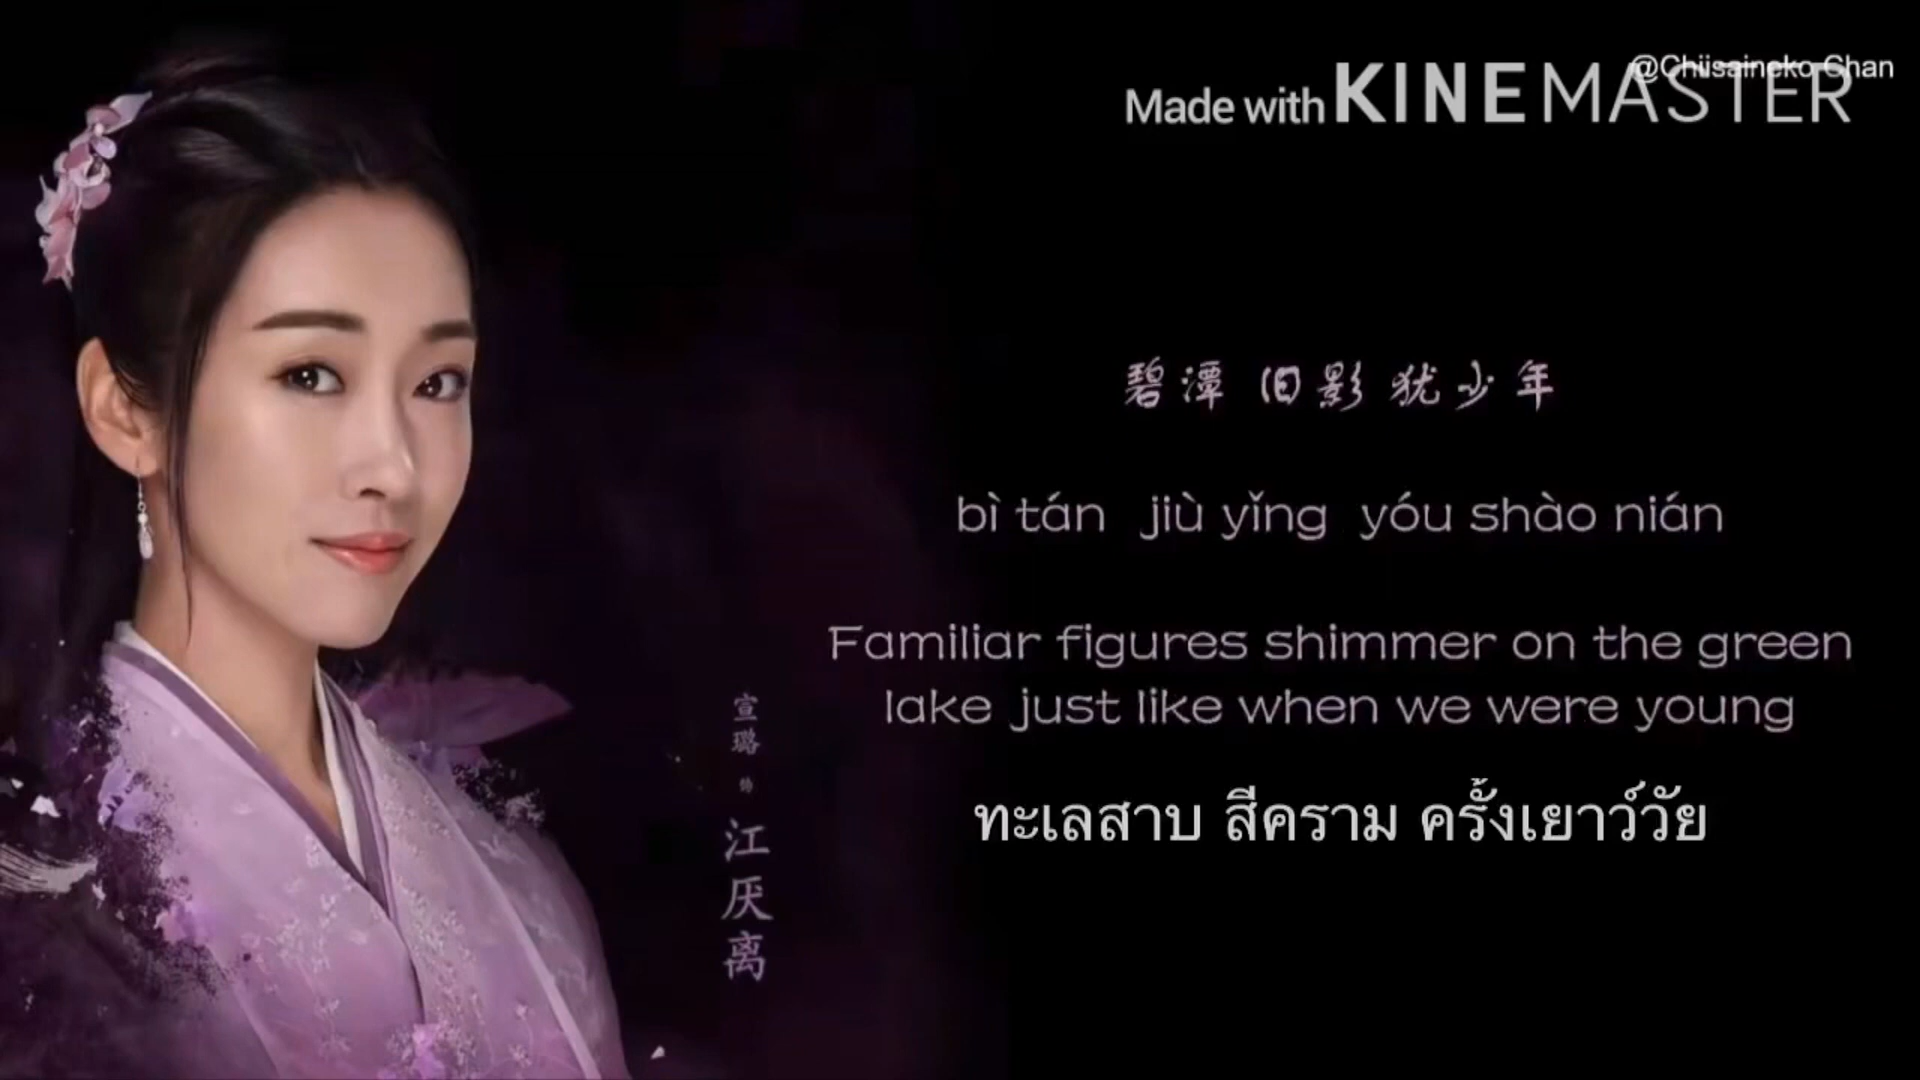 @Chiisaineko Chan
Made with KINEMASTER
碧潭 旧影 犹少年
bì tán jiù yǐng yóu shào nián
Familiar figures shimmer on the green
lake just like when we were young
ทะเลสาบ สีคราม ครั้งเยาว์วัย
宣璐 饰 江厌离